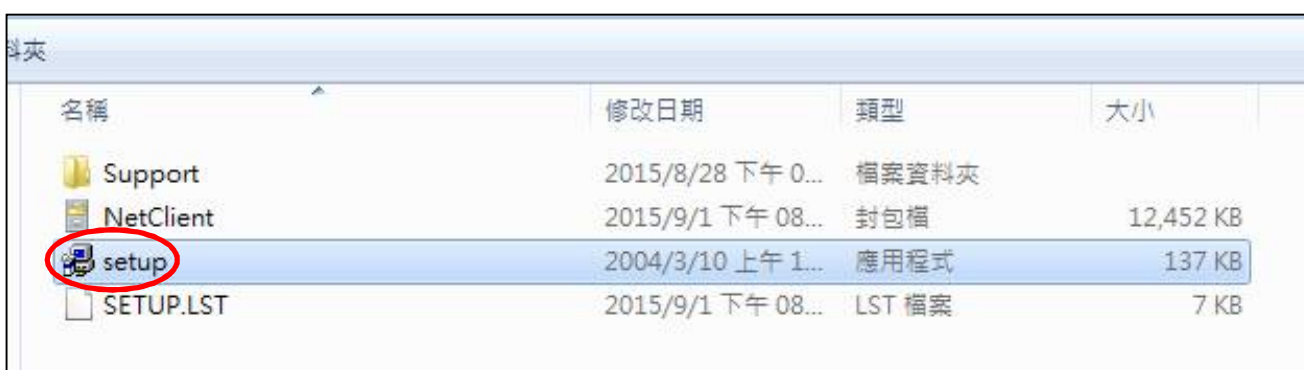 料夾
名稱 修改日期 類型 大小
Support 2015/8/28 下午 0... 檔案資料夾
NetClient 2015/9/1 下午 08... 封包檔 12,452 KB
setup 2004/3/10 上午 1... 應用程式 137 KB
SETUP.LST 2015/9/1 下午 08... LST 檔案 7 KB